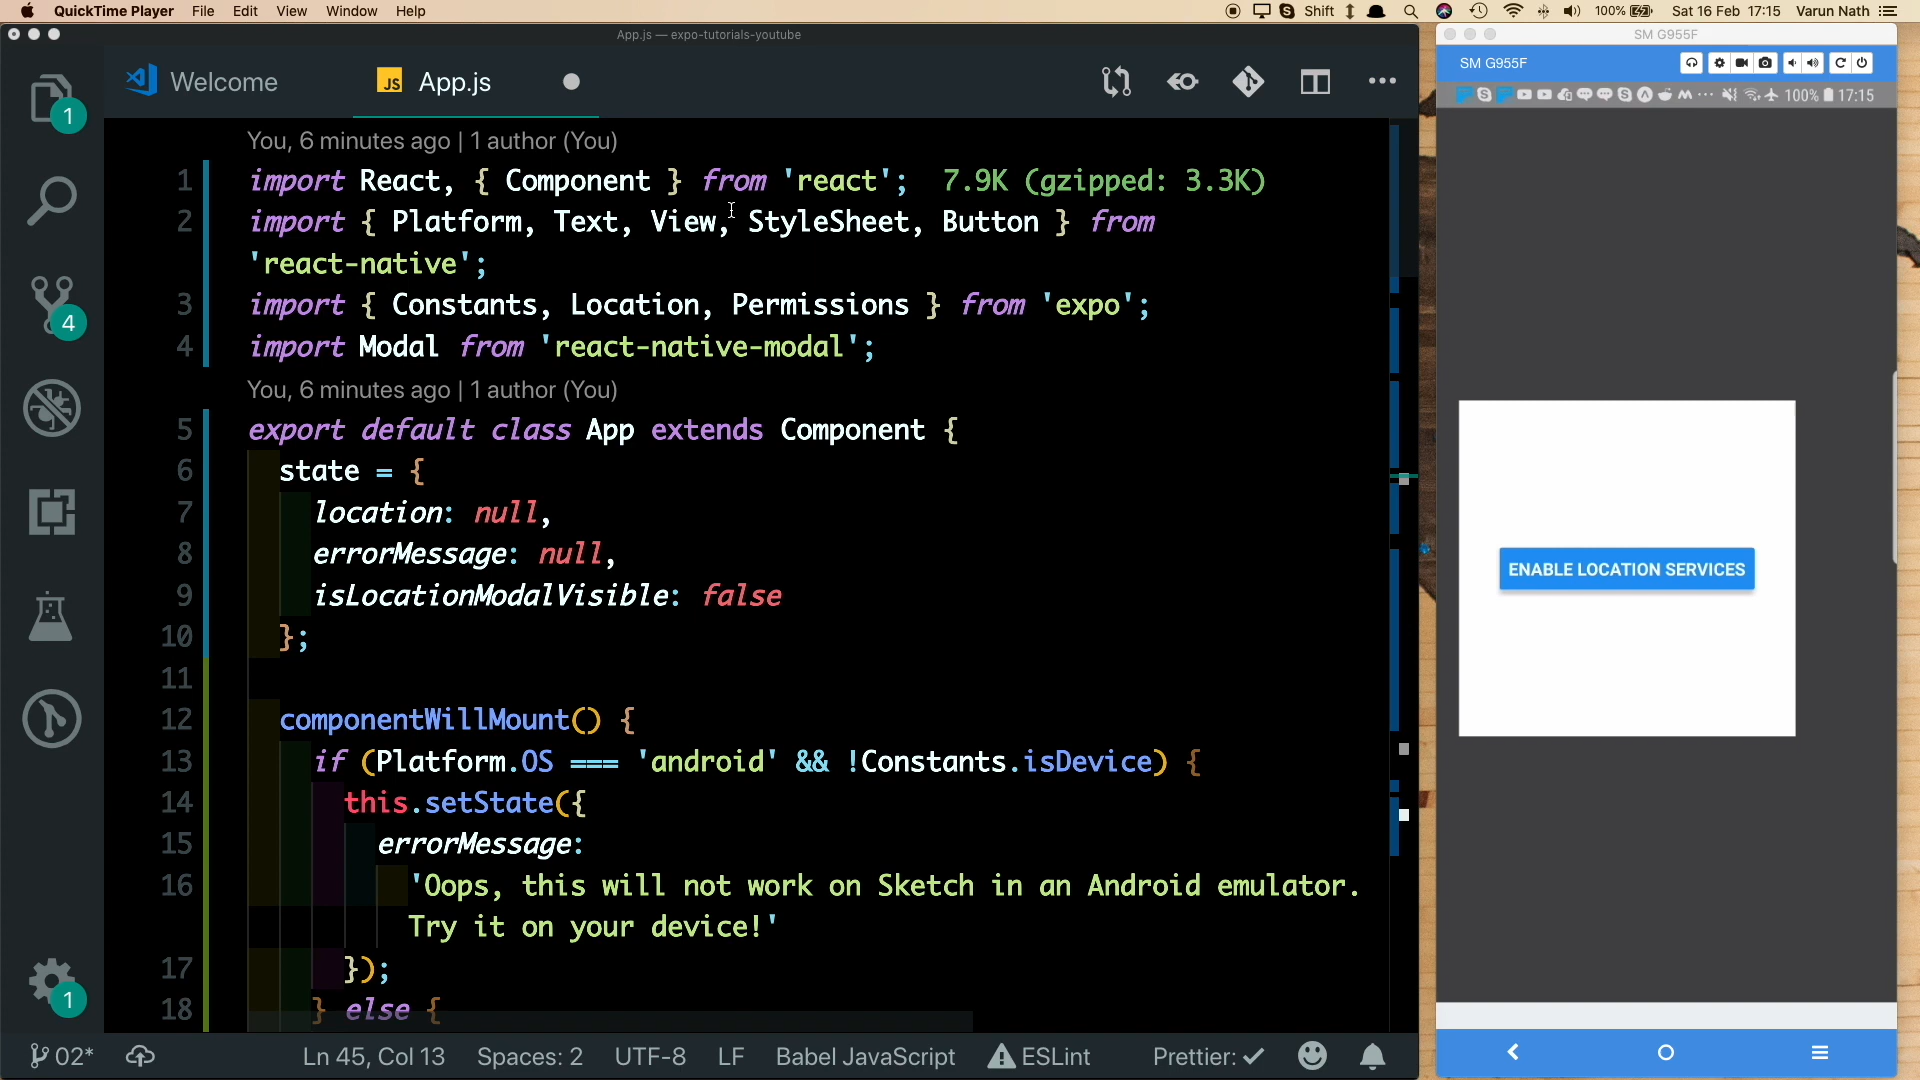 QuickTime Player File Edit View Window Help
Shift 100% Sat 16 Feb 17:15 Varun Nath
App.js — expo-tutorials-youtube
Welcome
JS App.js
1
4
1
You, 6 minutes ago | 1 author (You)
1 import React, { Component } from 'react'; 7.9K (gzipped: 3.3K)
2 import { Platform, Text, View, StyleSheet, Button } from
'react-native';
3 import { Constants, Location, Permissions } from 'expo';
4 import Modal from 'react-native-modal';
You, 6 minutes ago | 1 author (You)
5 export default class App extends Component {
6 state = {
7 location: null,
8 errorMessage: null,
9 isLocationModalVisible: false
10 };
11
12 componentWillMount() {
13 if (Platform.OS === 'android' && !Constants.isDevice) {
14 this.setState({
15 errorMessage:
16 'Oops, this will not work on Sketch in an Android emulator.
Try it on your device!'
17 });
18 } else {
02* Ln 45, Col 13 Spaces: 2 UTF-8 LF Babel JavaScript ESLint Prettier: ✓
SM G955F
SM G955F
100% 17:15
ENABLE LOCATION SERVICES